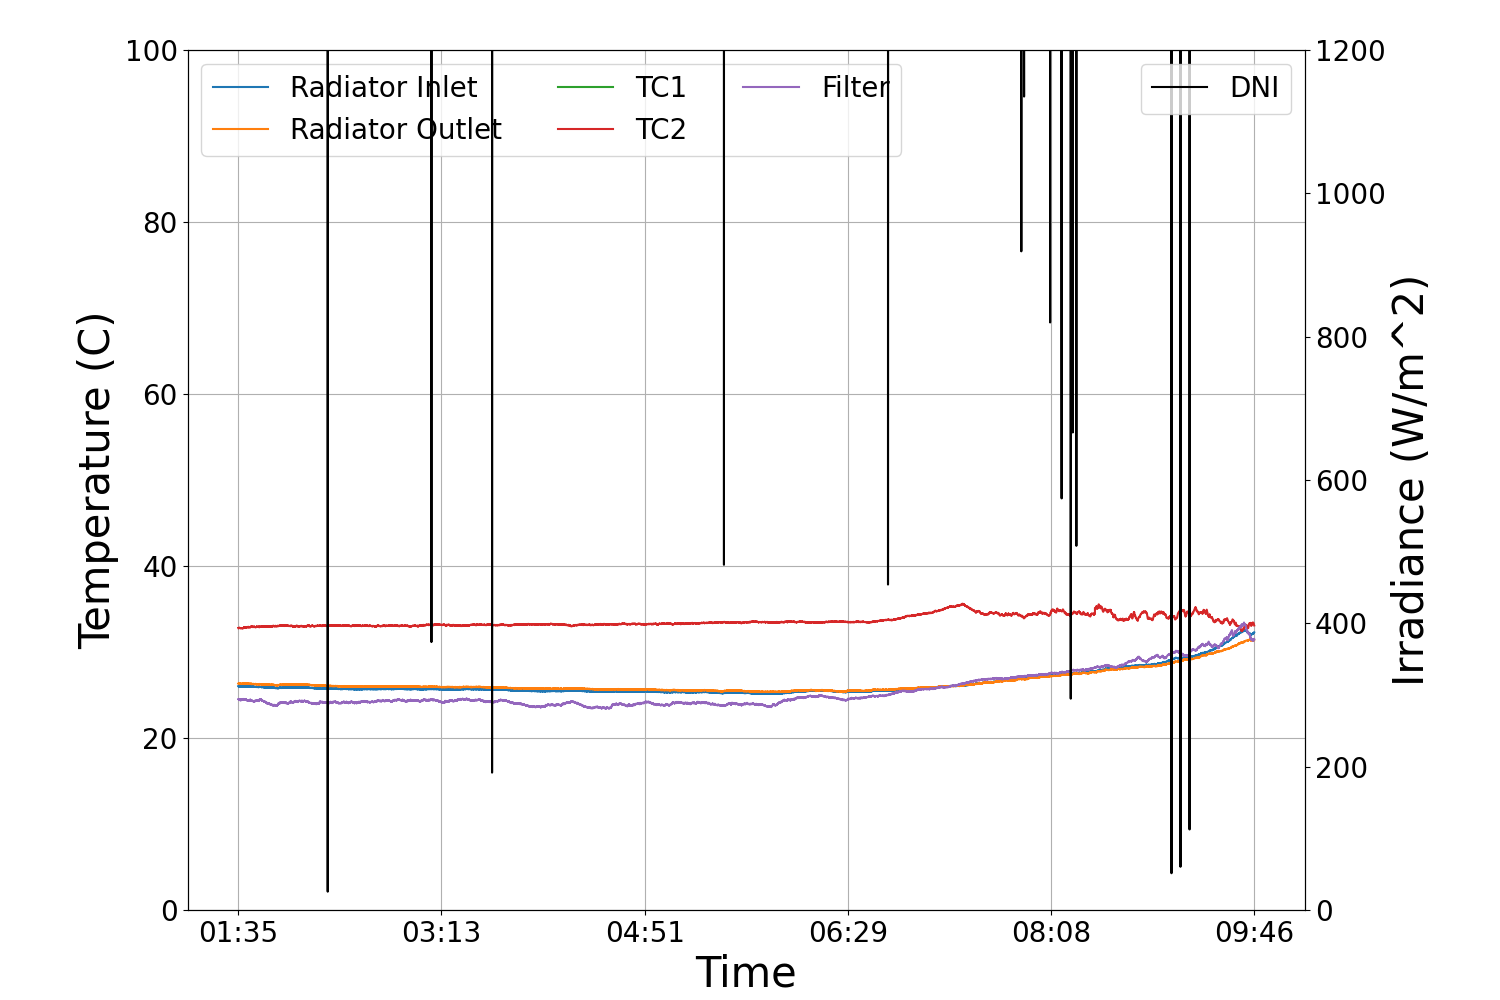 100
80
60
40
20
0
Temperature (C)
Radiator Inlet
Radiator Outlet
TC1
TC2
Filter
DNI
1200
1000
800
600
400
200
0
Irradiance (W/m^2)
01:35
03:13
04:51
06:29
08:08
09:46
Time